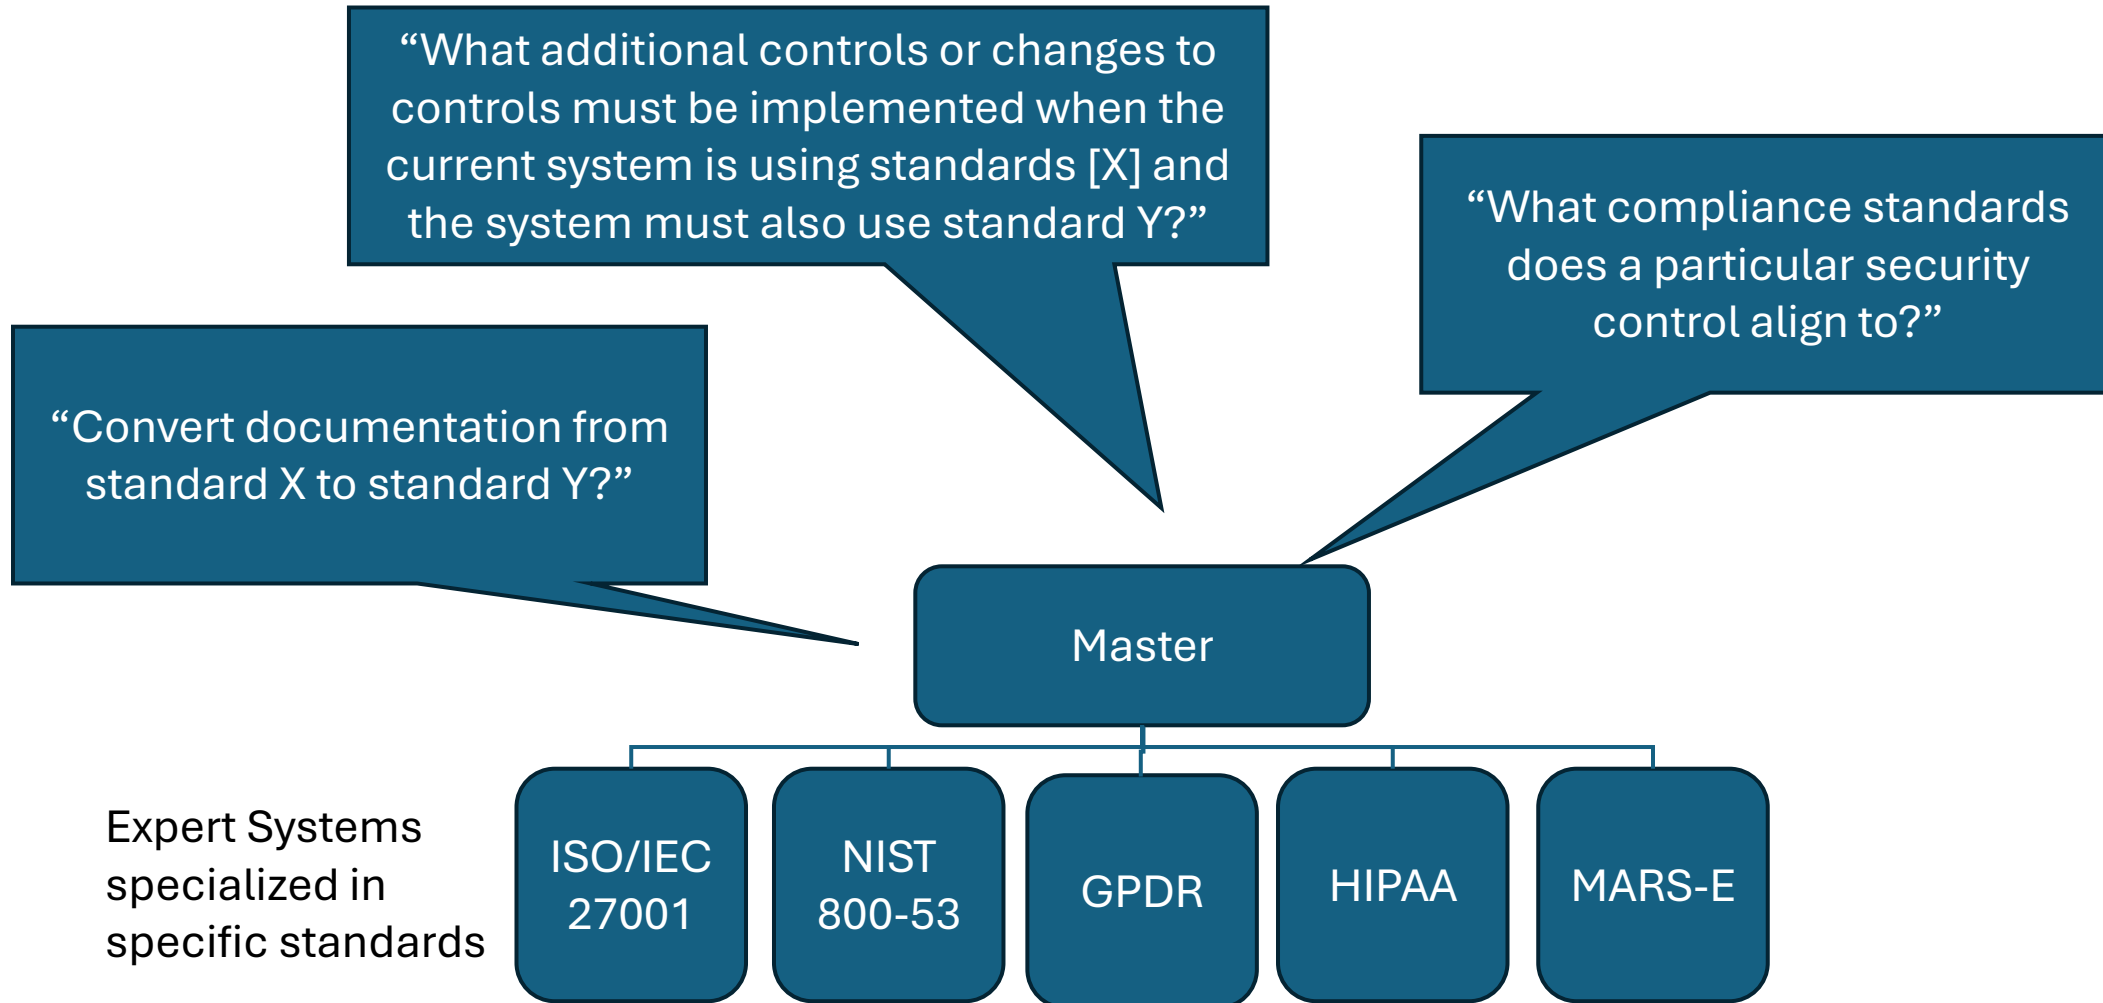 “What additional controls or changes to
controls must be implemented when the
current system is using standards [X] and
the system must also use standard Y?”
“What compliance standards
does a particular security
control align to?”
“Convert documentation from
standard X to standard Y?”
Master
Expert Systems
specialized in
specific standards
ISO/IEC
27001
NIST
800-53
GPDR
HIPAA
MARS-E